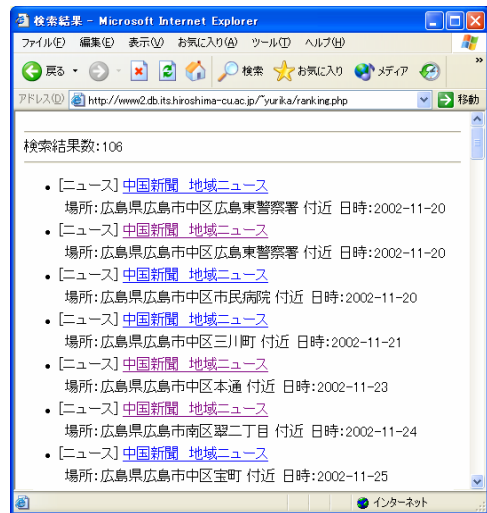 検索結果 - Microsoft Internet Explorer
ファイル(F) 編集(E) 表示(V) お気に入り(A) ツール(T) ヘルプ(H)
戻る 検索 お気に入り メディア »
アドレス(D) http://www2.db.its.hiroshima-cu.ac.jp/~yurika/ranking.php 移動
検索結果数:106
• [ニュース] 中国新聞 地域ニュース
場所:広島県広島市中区広島東警察署 付近 日時:2002-11-20
• [ニュース] 中国新聞 地域ニュース
場所:広島県広島市中区広島東警察署 付近 日時:2002-11-20
• [ニュース] 中国新聞 地域ニュース
場所:広島県広島市中区市民病院 付近 日時:2002-11-20
• [ニュース] 中国新聞 地域ニュース
場所:広島県広島市中区三川町 付近 日時:2002-11-21
• [ニュース] 中国新聞 地域ニュース
場所:広島県広島市中区本通 付近 日時:2002-11-23
• [ニュース] 中国新聞 地域ニュース
場所:広島県広島市南区翠二丁目 付近 日時:2002-11-24
• [ニュース] 中国新聞 地域ニュース
場所:広島県広島市中区宝町 付近 日時:2002-11-25
インターネット